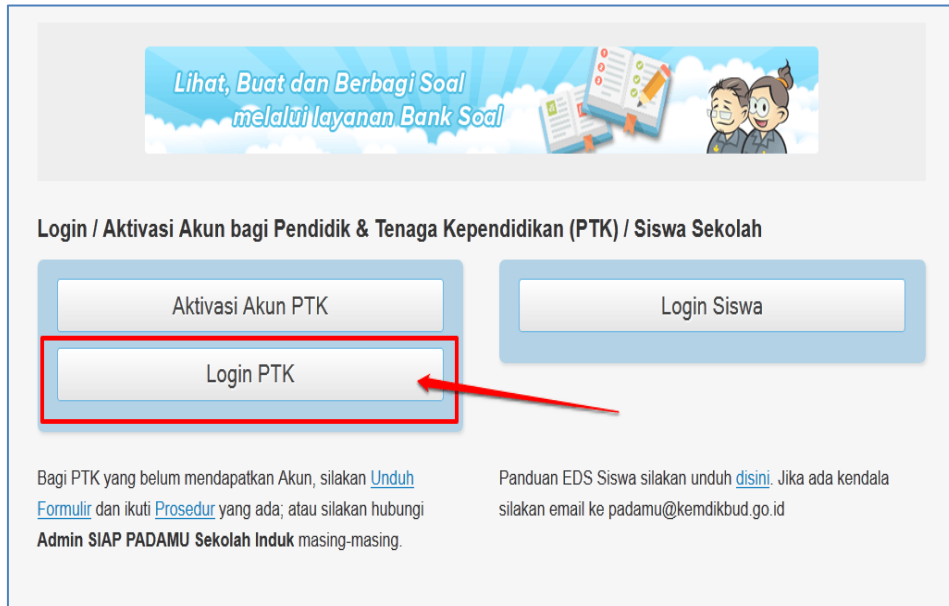 Lihat, Buat dan Berbagi Soal
melalui layanan Bank Soal
Login / Aktivasi Akun bagi Pendidik & Tenaga Kependidikan (PTK) / Siswa Sekolah
Aktivasi Akun PTK
Login PTK
Login Siswa
Bagi PTK yang belum mendapatkan Akun, silakan Unduh
Formulir dan ikuti Prosedur yang ada; atau silakan hubungi
Admin SIAP PADAMU Sekolah Induk masing-masing.
Panduan EDS Siswa silakan unduh disini. Jika ada kendala
silakan email ke padamu@kemdikbud.go.id